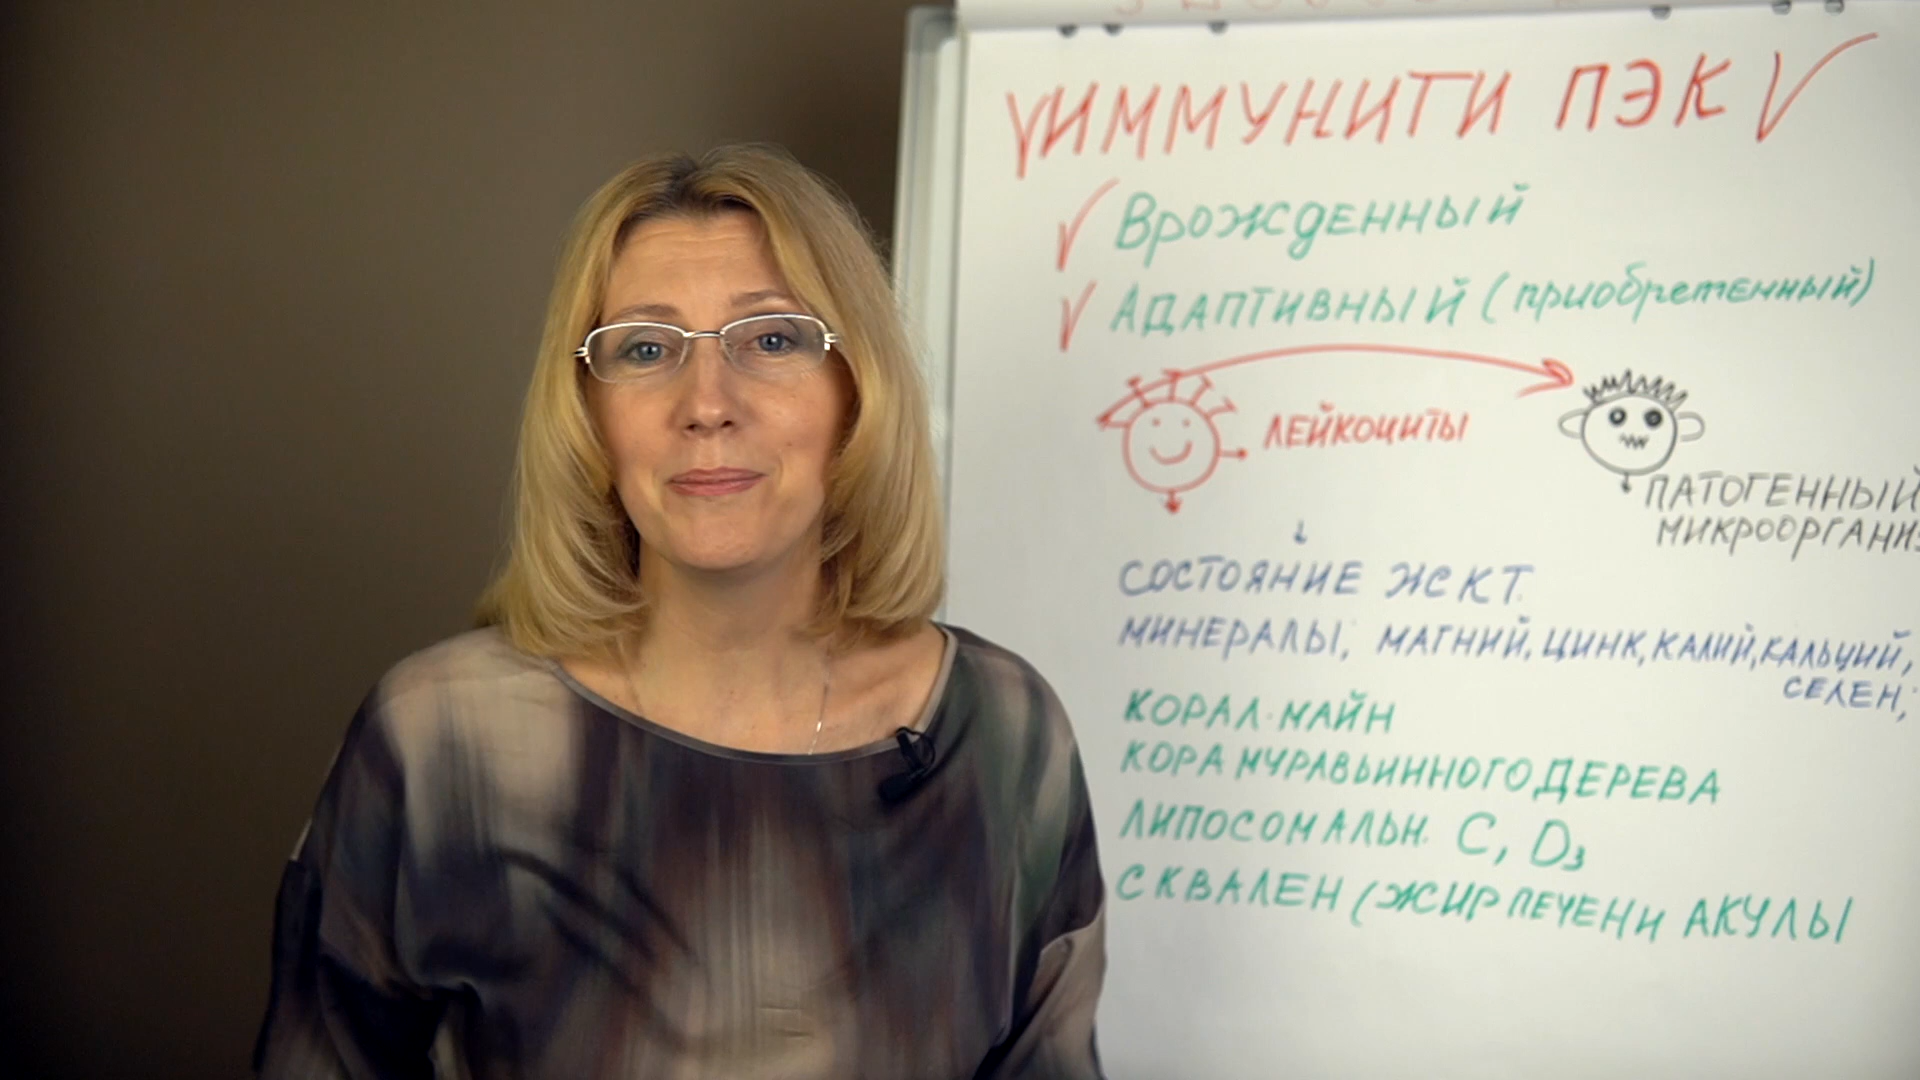 ИММУНИТИ ПЭК
Врожденный
Адаптивный (приобретенный)
лейкоциты
Патогенный
микрооргани
Состояние ЖКТ.
Минералы; магний, цинк, калий, кальций,
селен;
Корал-майн
Кора муравьинного дерева
Липосомальн. C, D3
Сквален (жир печени акулы